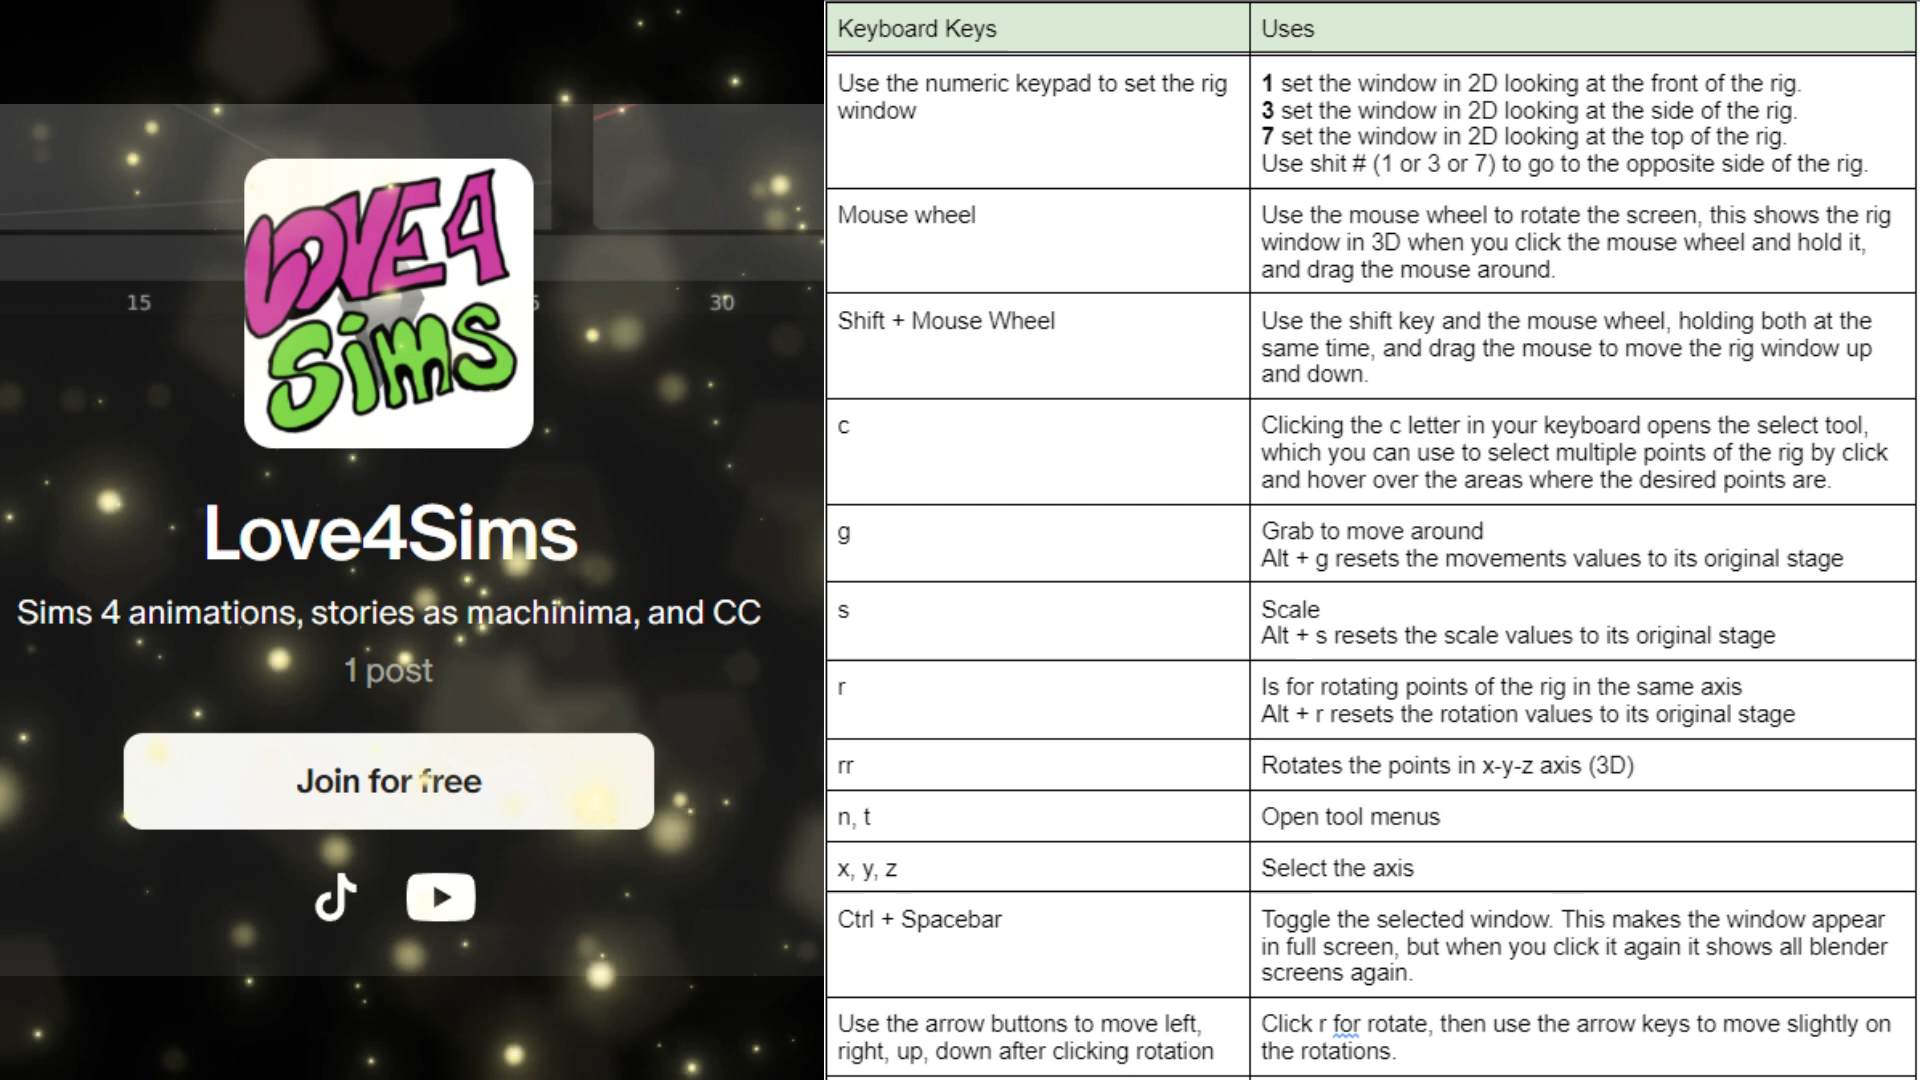 15
30
LOVE4
Sims
Love4Sims
Sims 4 animations, stories as machinima, and CC
1 post
Join for free
Keyboard Keys
Uses
Use the numeric keypad to set the rig
window
1 set the window in 2D looking at the front of the rig.
3 set the window in 2D looking at the side of the rig.
7 set the window in 2D looking at the top of the rig.
Use shit # (1 or 3 or 7) to go to the opposite side of the rig.
Mouse wheel
Use the mouse wheel to rotate the screen, this shows the rig
window in 3D when you click the mouse wheel and hold it,
and drag the mouse around.
Shift + Mouse Wheel
Use the shift key and the mouse wheel, holding both at the
same time, and drag the mouse to move the rig window up
and down.
c
Clicking the c letter in your keyboard opens the select tool,
which you can use to select multiple points of the rig by click
and hover over the areas where the desired points are.
g
Grab to move around
Alt + g resets the movements values to its original stage
s
Scale
Alt + s resets the scale values to its original stage
r
Is for rotating points of the rig in the same axis
Alt + r resets the rotation values to its original stage
rr
Rotates the points in x-y-z axis (3D)
n, t
Open tool menus
x, y, z
Select the axis
Ctrl + Spacebar
Toggle the selected window. This makes the window appear
in full screen, but when you click it again it shows all blender
screens again.
Use the arrow buttons to move left,
right, up, down after clicking rotation
Click r for rotate, then use the arrow keys to move slightly on
the rotations.